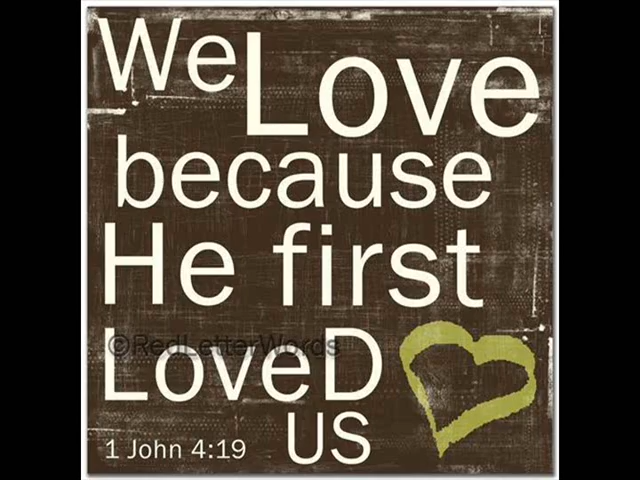 We Love
because
He first
©RedLetterWords
LoveD
us
1 John 4:19